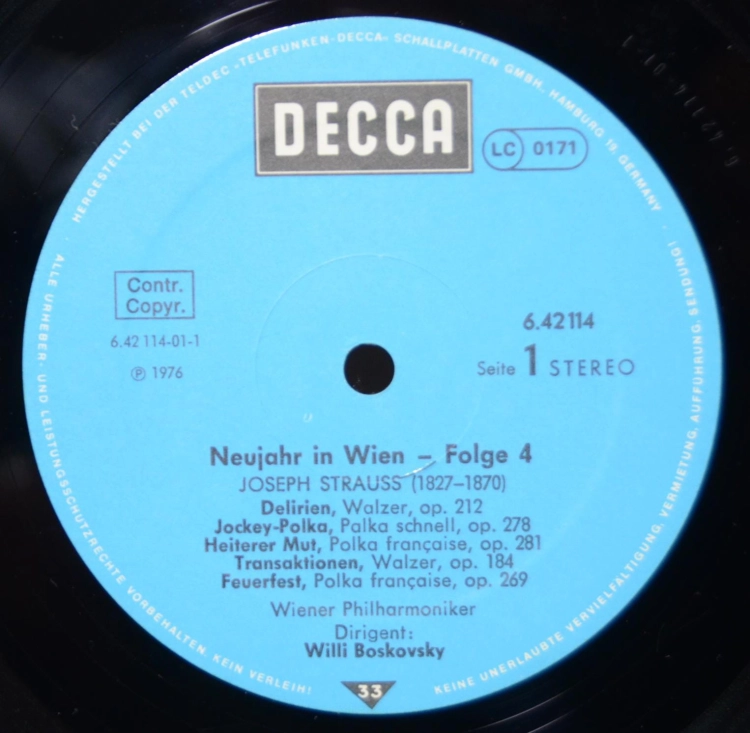 HERGESTELLT BEI DER TELDEC »TELEFUNKEN-DECCA« SCHALLPLATTEN GMBH, HAMBURG 19, GERMANY
DECCA
LC 0171
Contr.
Copyr.
6.42 114-01-1
Ⓟ 1976
6.42114
Seite 1 STEREO
Neujahr in Wien – Folge 4
JOSEPH STRAUSS (1827–1870)
Delirien, Walzer, op. 212
Jockey-Polka, Palka schnell, op. 278
Heiterer Mut, Polka française, op. 281
Transaktionen, Walzer, op. 184
Feuerfest, Polka française, op. 269
Wiener Philharmoniker
Dirigent:
Willi Boskovsky
33
ALLE URHEBER- UND LEISTUNGSSCHUTZRECHTE VORBEHALTEN. KEIN VERLEIH!
KEINE UNERLAUBTE VERVIELFÄLTIGUNG, VERMIETUNG, AUFFÜHRUNG, SENDUNG!